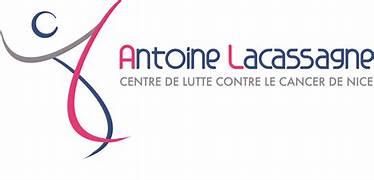 Antoine Lacassagne
CENTRE DE LUTTE CONTRE LE CANCER DE NICE